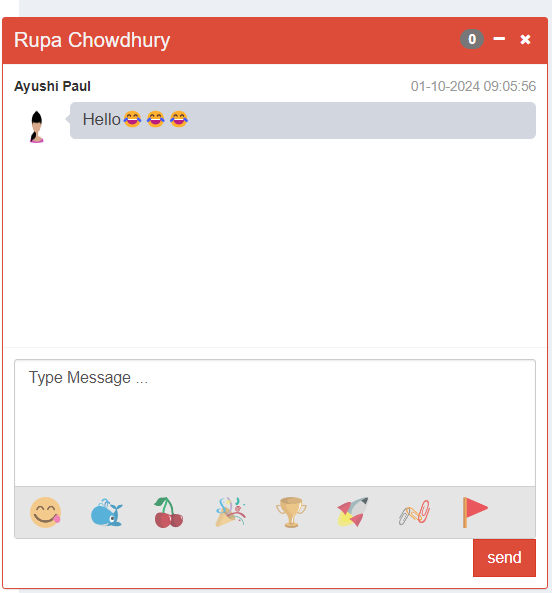 Rupa Chowdhury 0
Ayushi Paul 01-10-2024 09:05:56
Hello😂 😂 😂
Type Message ...
send